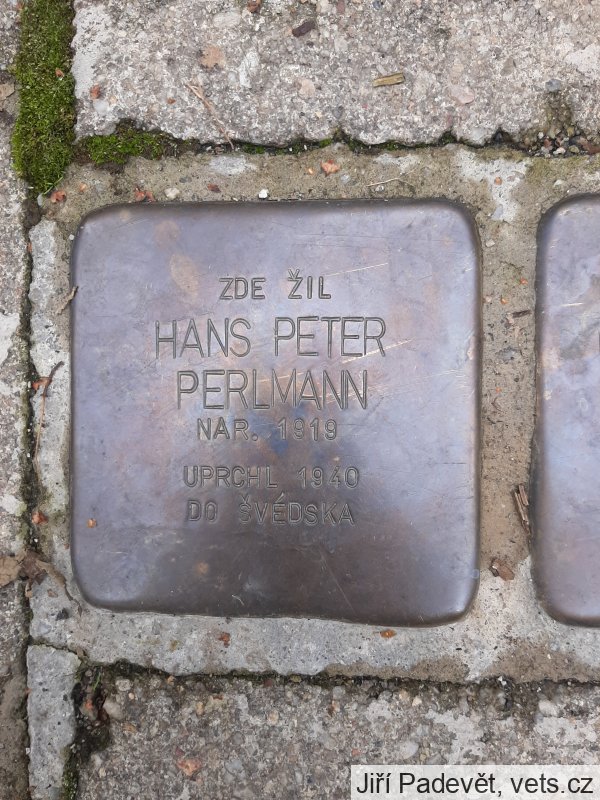 ZDE ŽIL
HANS PETER
PERLMANN
NAR. 1919
UPRCHL 1940
DO ŠVÉDSKA
Jiří Padevět, vets.cz